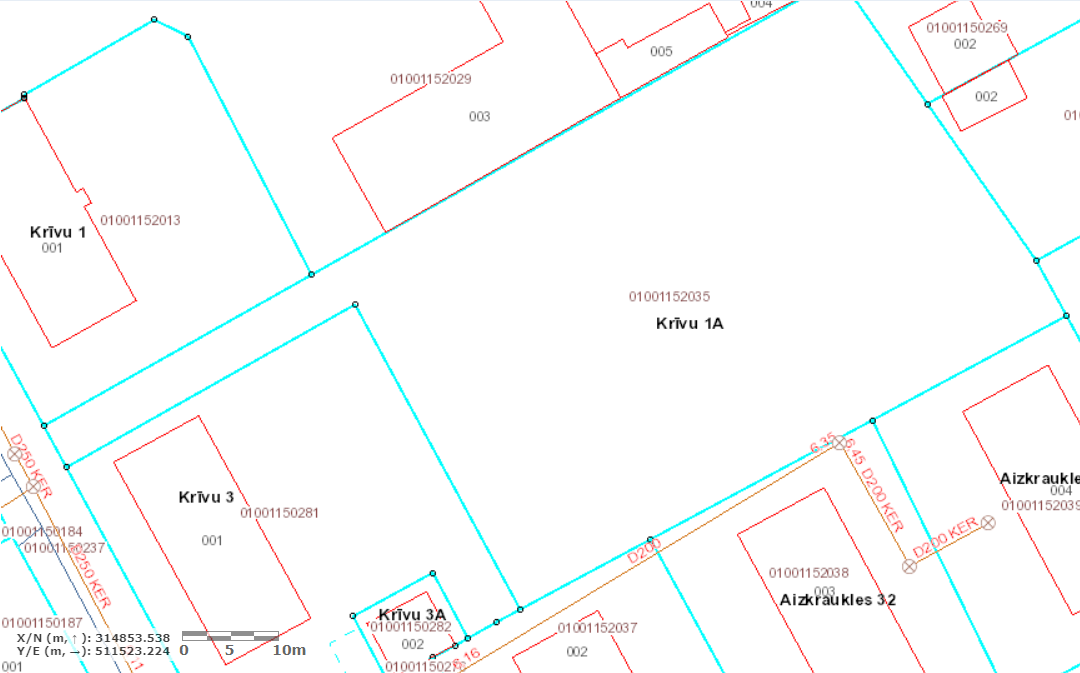 004
01001152269
002
005
01001152029
003
002
01001152013
Krīvu 1
001
01001152035
Krīvu 1A
6.35
6.45
D200 KER
D250 KER
Krīvu 3
01001150281
001
Aizkraukle
004
01001152039
D200 KER
01001150184
01001150237
D250 KER
D200
01001152038
003
Aizkraukles 32
Krīvu 3A
01001150282
002
01001150187
01001152037
002
X/N (m,↑): 314853.538
Y/E (m,→): 511523.224
0 5 10m
001